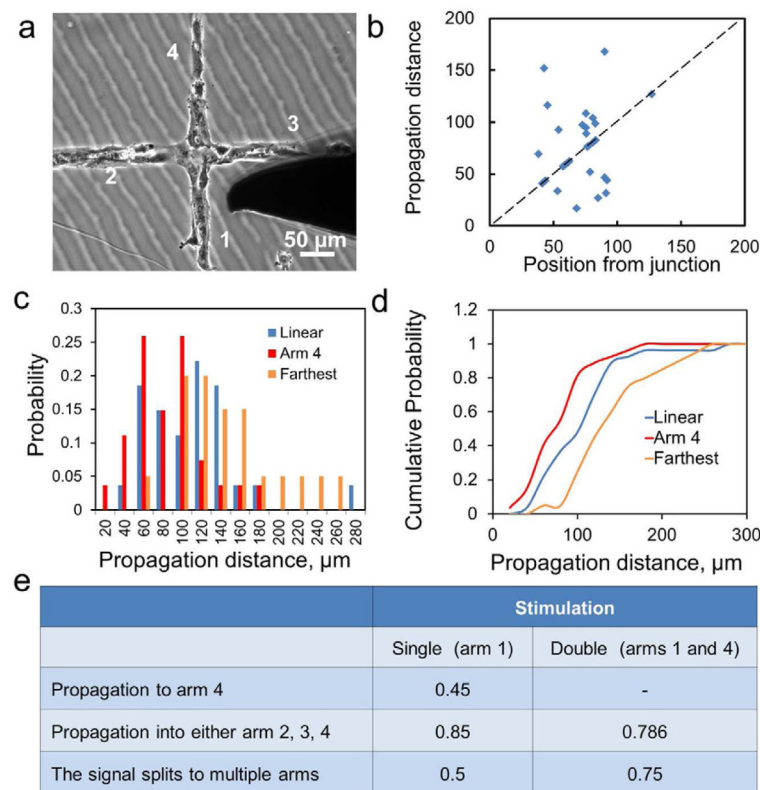 a
4
3
2
1
50 μm
b
Propagation distance
200
150
100
50
0
0
50
100
150
200
Position from junction
c
Probability
0.3
0.25
0.2
0.15
0.1
0.05
0
Linear
Arm 4
Farthest
20
40
60
80
100
120
140
160
180
200
220
240
260
280
Propagation distance, μm
d
Cumulative Probability
1.2
1
0.8
0.6
0.4
0.2
0
Linear
Arm 4
Farthest
0
100
200
300
Propagation distance, μm
e
Stimulation
Single (arm 1) Double (arms 1 and 4)
Propagation to arm 4 0.45 -
Propagation into either arm 2, 3, 4 0.85 0.786
The signal splits to multiple arms 0.5 0.75